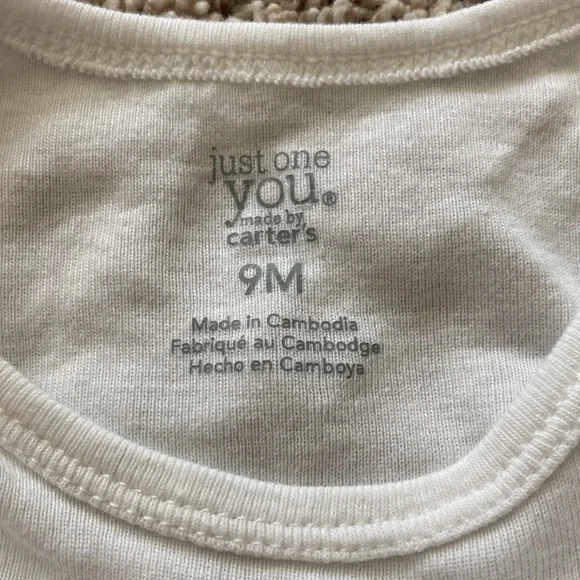 just one
you®
made by
carter's
9M
Made in Cambodia
Fabriqué au Cambodge
Hecho en Camboya